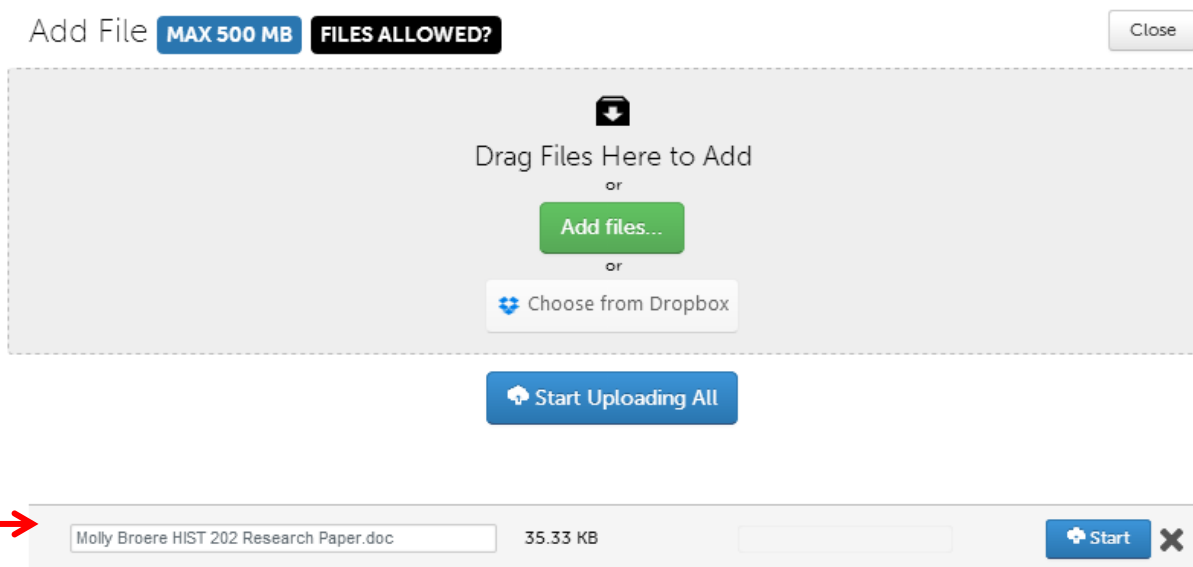 Add File MAX 500 MB FILES ALLOWED? Close
Drag Files Here to Add
or
Add files...
or
Choose from Dropbox
Start Uploading All
Molly Broere HIST 202 Research Paper.doc 35.33 KB Start